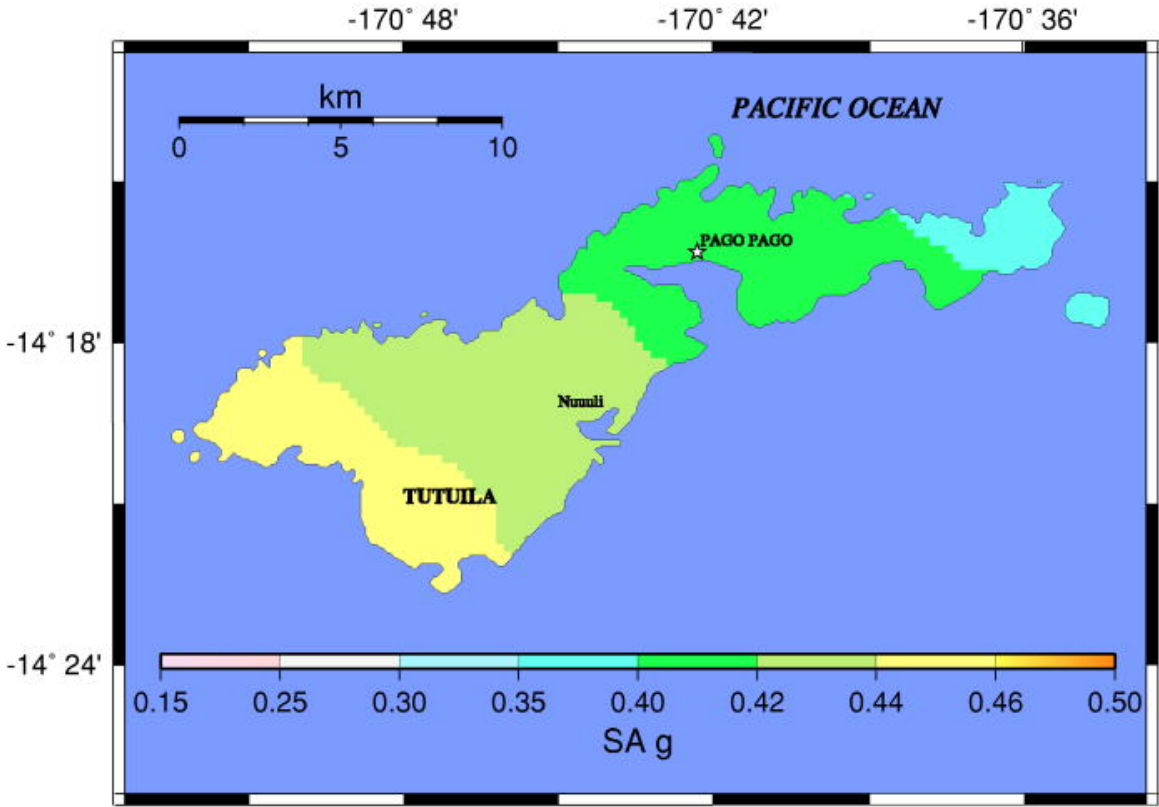 -170° 48' -170° 42' -170° 36'
km
0 5 10
PACIFIC OCEAN
PAGO PAGO
-14° 18'
Nuuuli
TUTUILA
-14° 24'
0.15 0.25 0.30 0.35 0.40 0.42 0.44 0.46 0.50
SA g